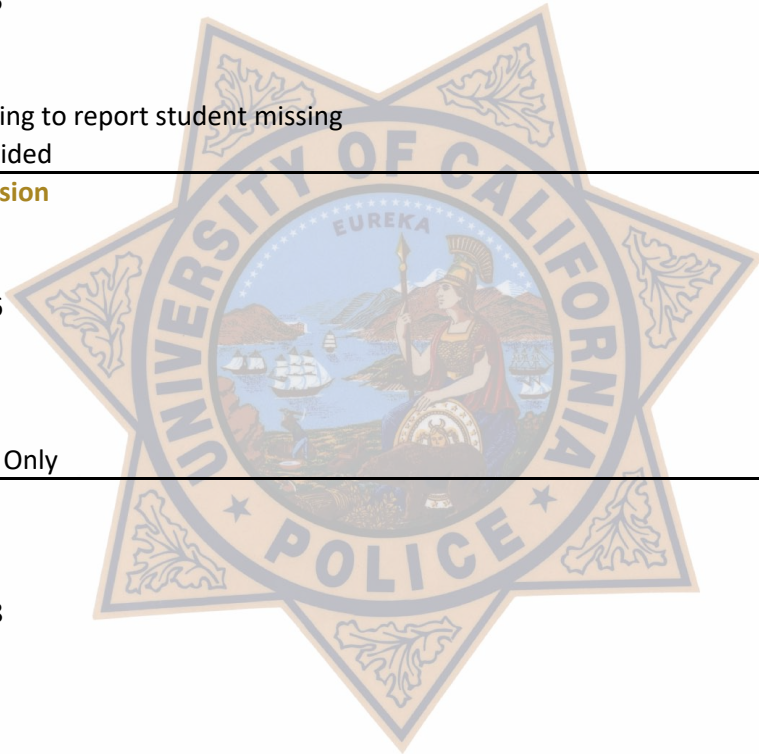 ing to report student missing
ided
sion
Only
UNIVERSITY OF CALIFORNIA
EUREKA
POLICE